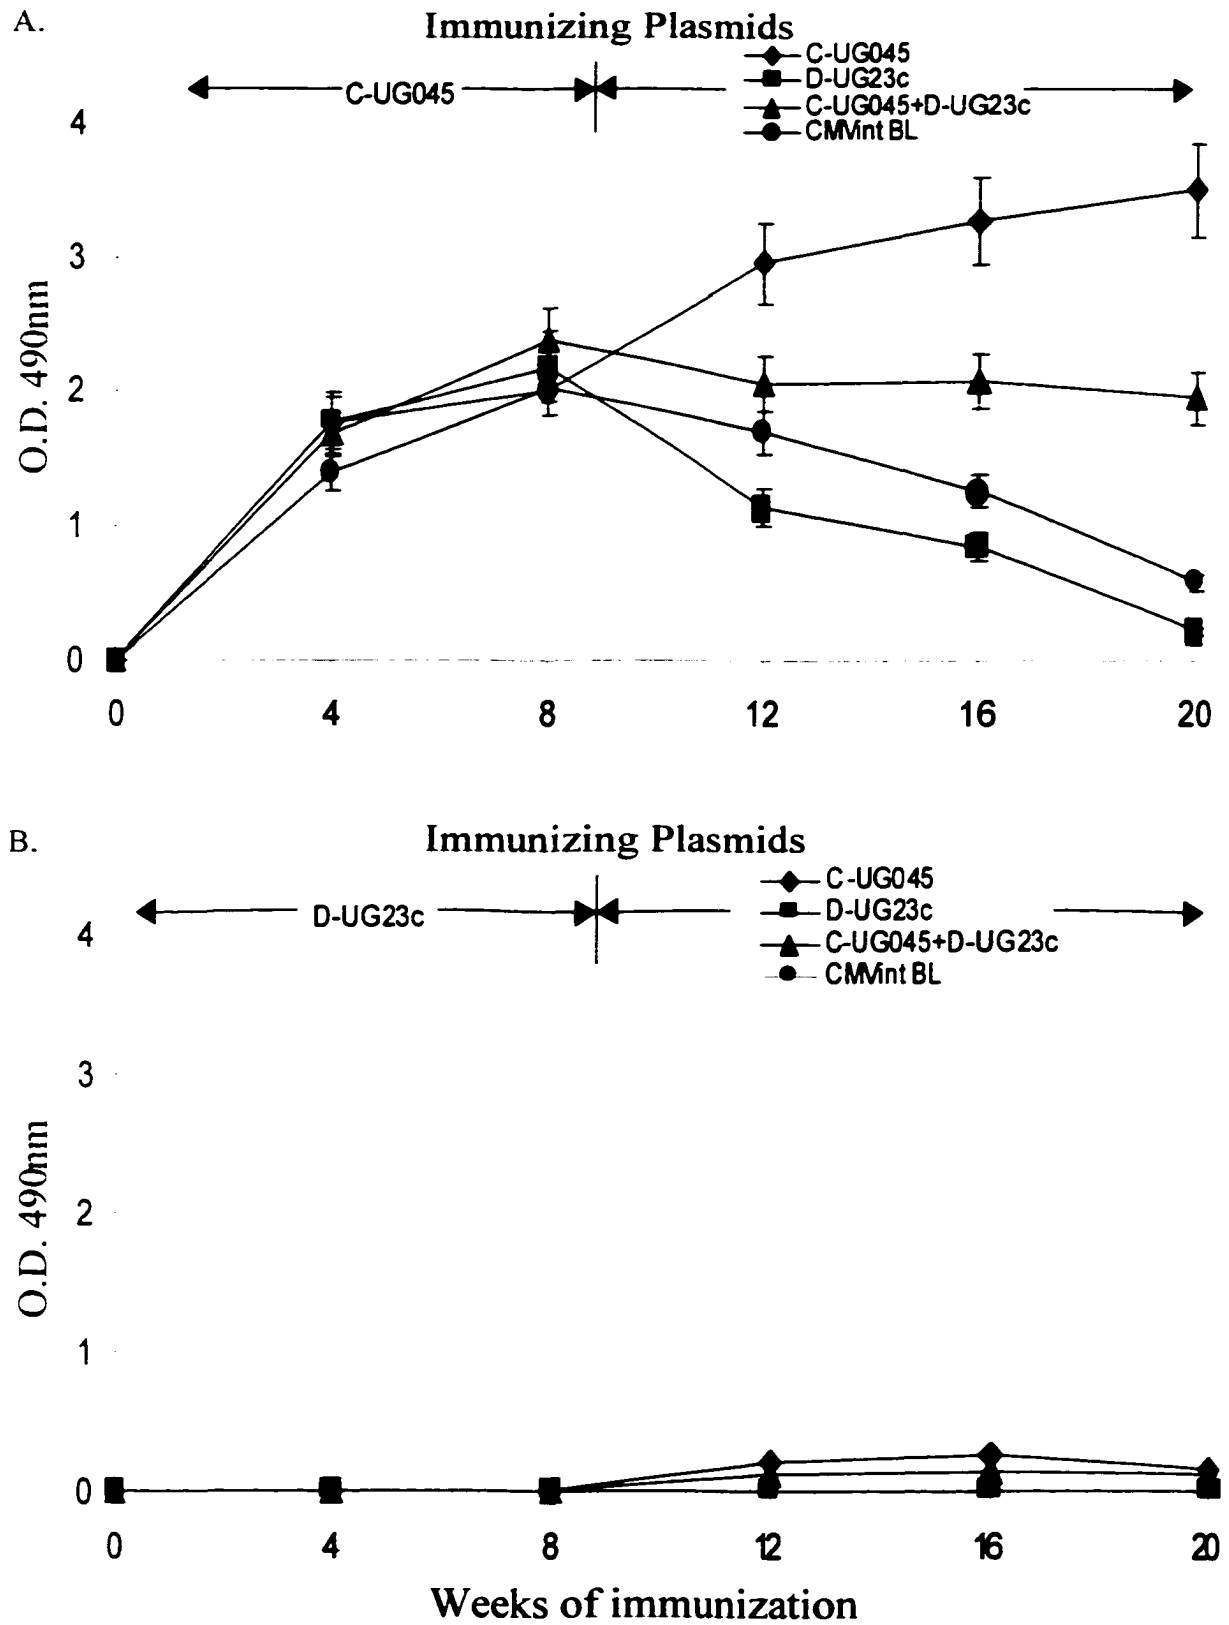 A.
Immunizing Plasmids
C-UG045
C-UG045
D-UG23c
C-UG045+D-UG23c
CMVint BL
O.D. 490nm
4
3
2
1
0
0 4 8 12 16 20
B.
Immunizing Plasmids
D-UG23c
C-UG045
D-UG23c
C-UG045+D-UG23c
CMVint BL
O.D. 490nm
4
3
2
1
0
0 4 8 12 16 20
Weeks of immunization